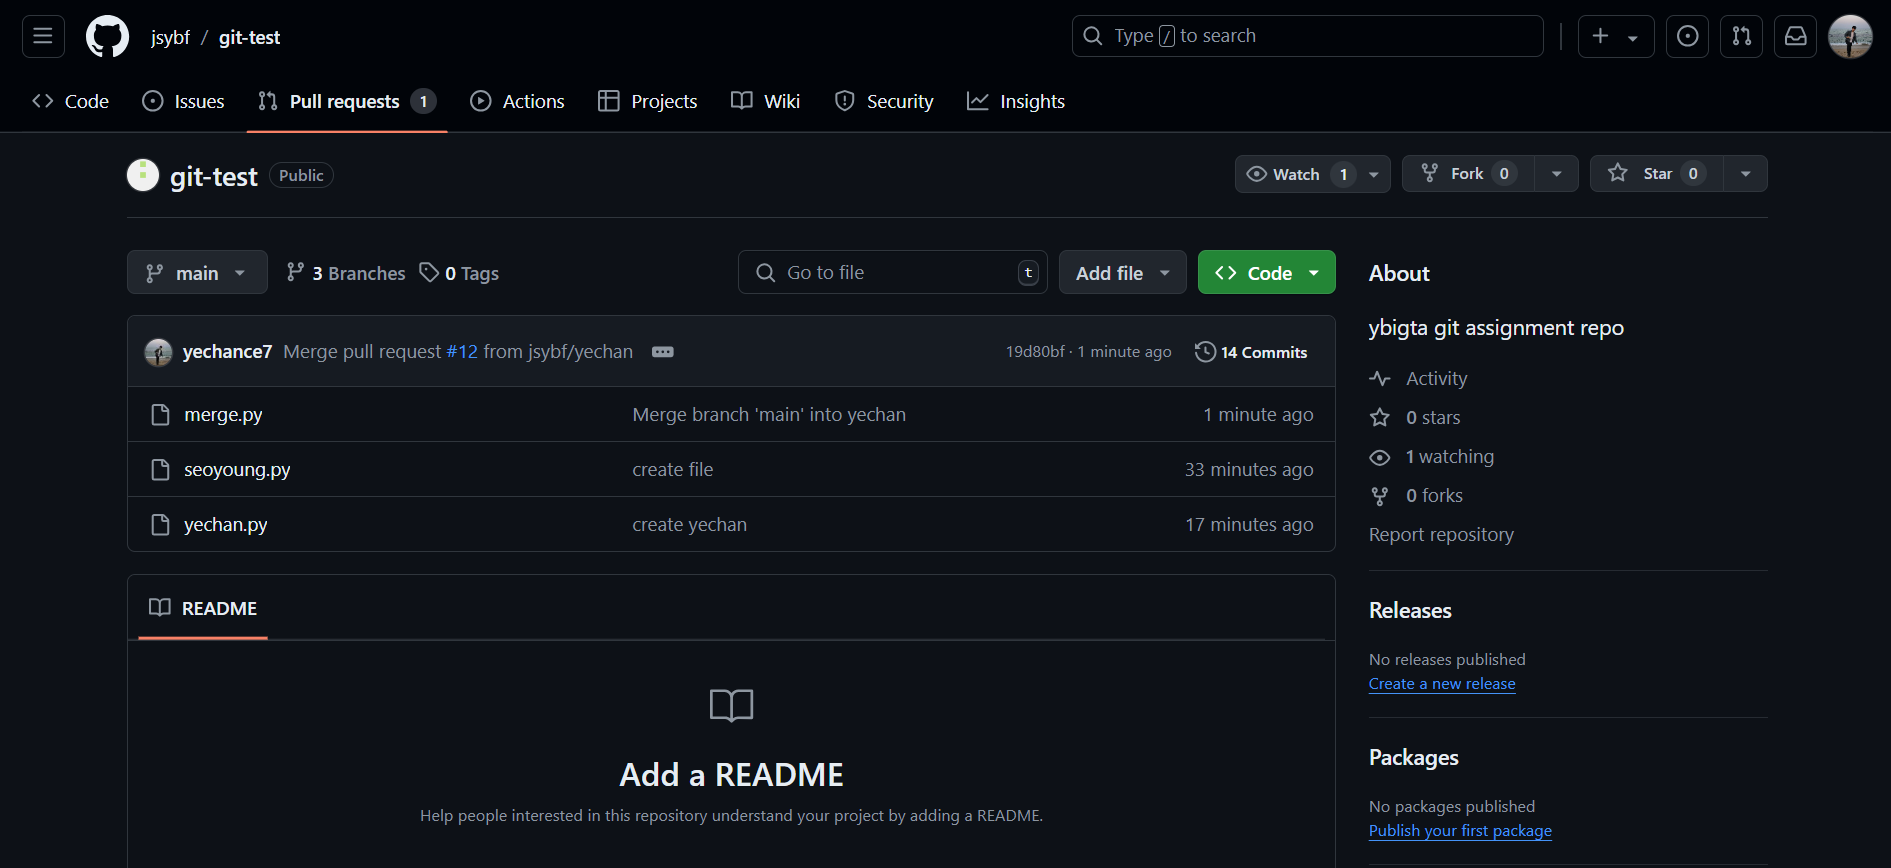 jsybf / git-test
Type / to search
Code Issues Pull requests 1 Actions Projects Wiki Security Insights
git-test Public
Watch 1 Fork 0 Star 0
main 3 Branches 0 Tags
Go to file t
Add file
Code
yechance7 Merge pull request #12 from jsybf/yechan
19d80bf · 1 minute ago 14 Commits
merge.py Merge branch 'main' into yechan 1 minute ago
seoyoung.py create file 33 minutes ago
yechan.py create yechan 17 minutes ago
README
Add a README
Help people interested in this repository understand your project by adding a README.
About
ybigta git assignment repo
Activity
0 stars
1 watching
0 forks
Report repository
Releases
No releases published
Create a new release
Packages
No packages published
Publish your first package